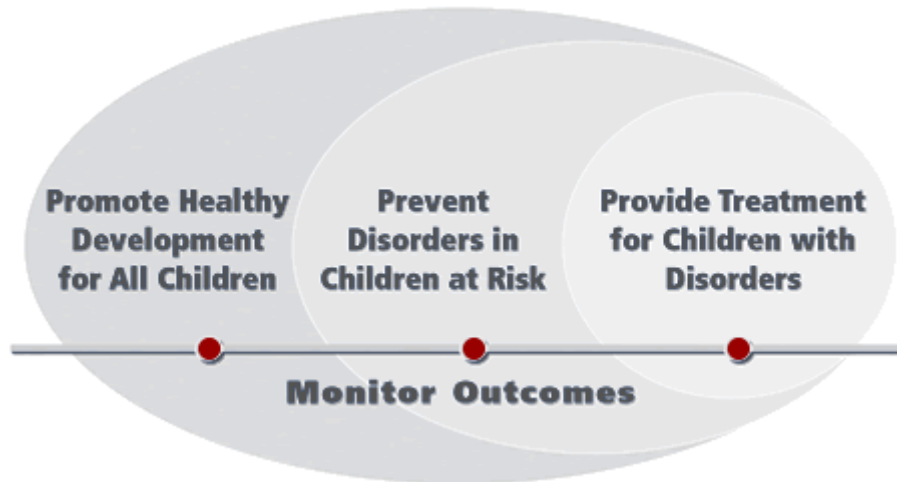 Promote Healthy
Development
for All Children
Prevent
Disorders in
Children at Risk
Provide Treatment
for Children with
Disorders
Monitor Outcomes